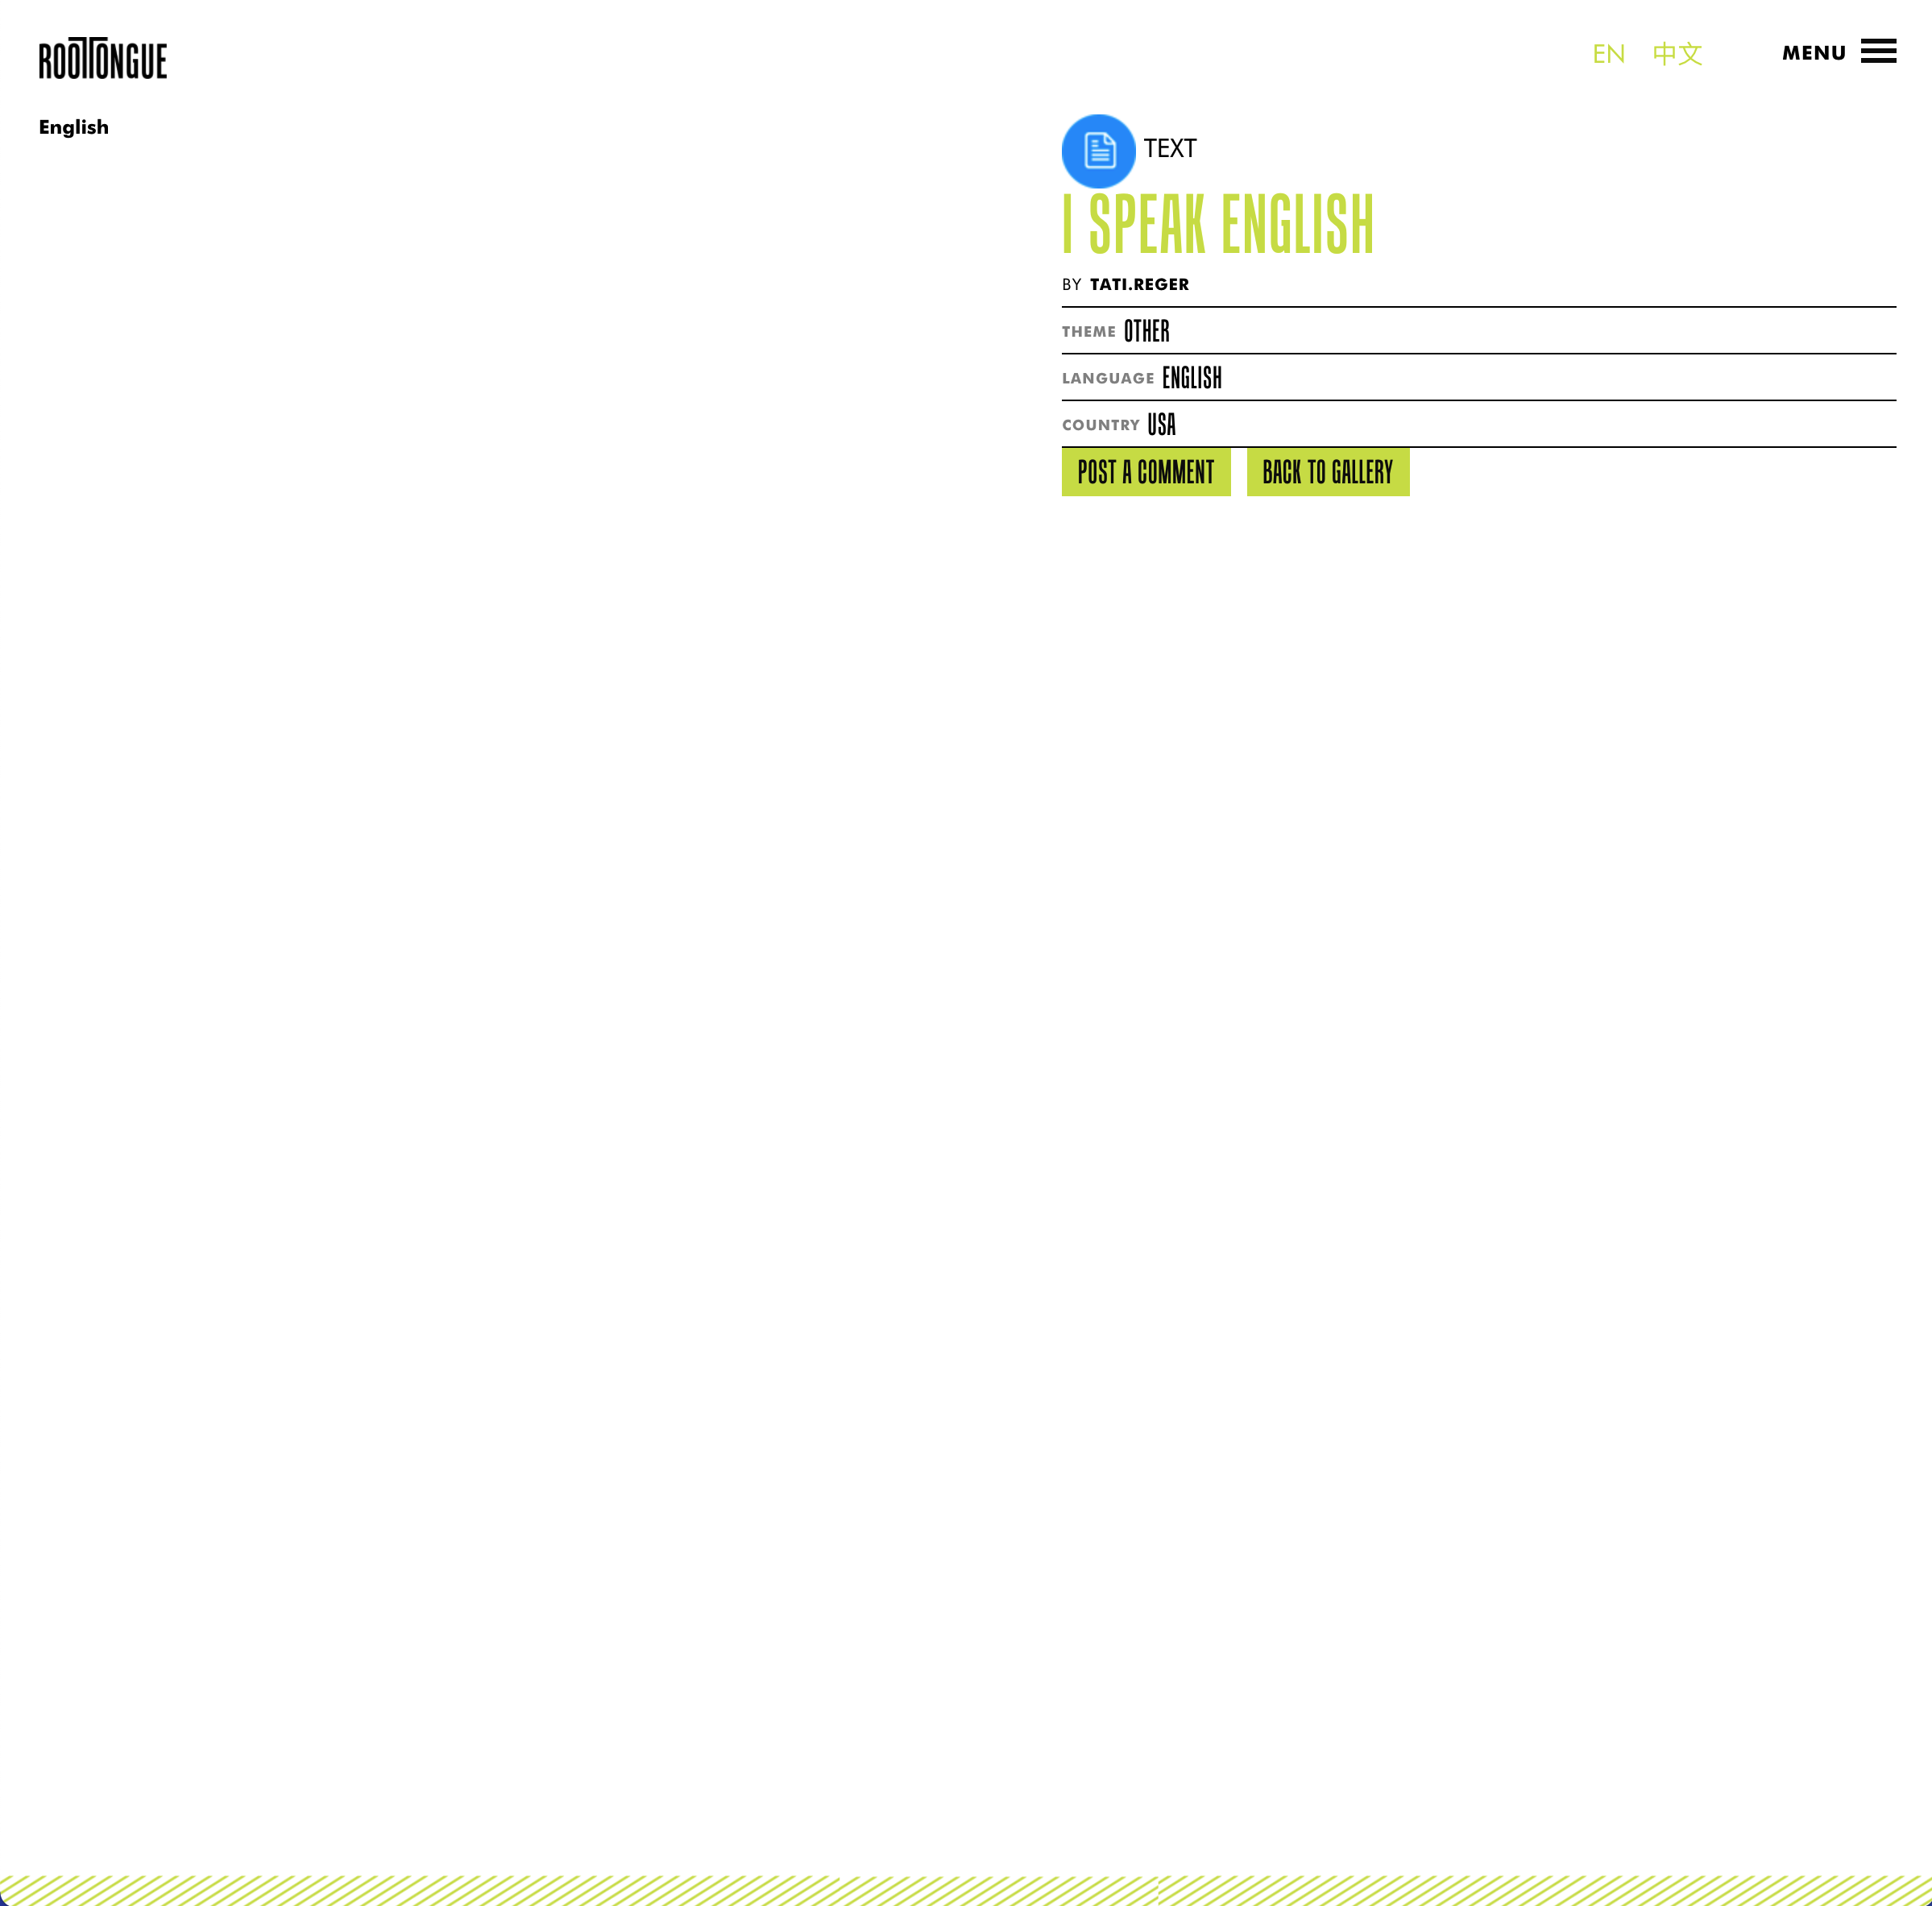 ROOTTONGUE
EN 中文 MENU
English
TEXT
I SPEAK ENGLISH
BY TATI.REGER
THEME OTHER
LANGUAGE ENGLISH
COUNTRY USA
POST A COMMENT BACK TO GALLERY